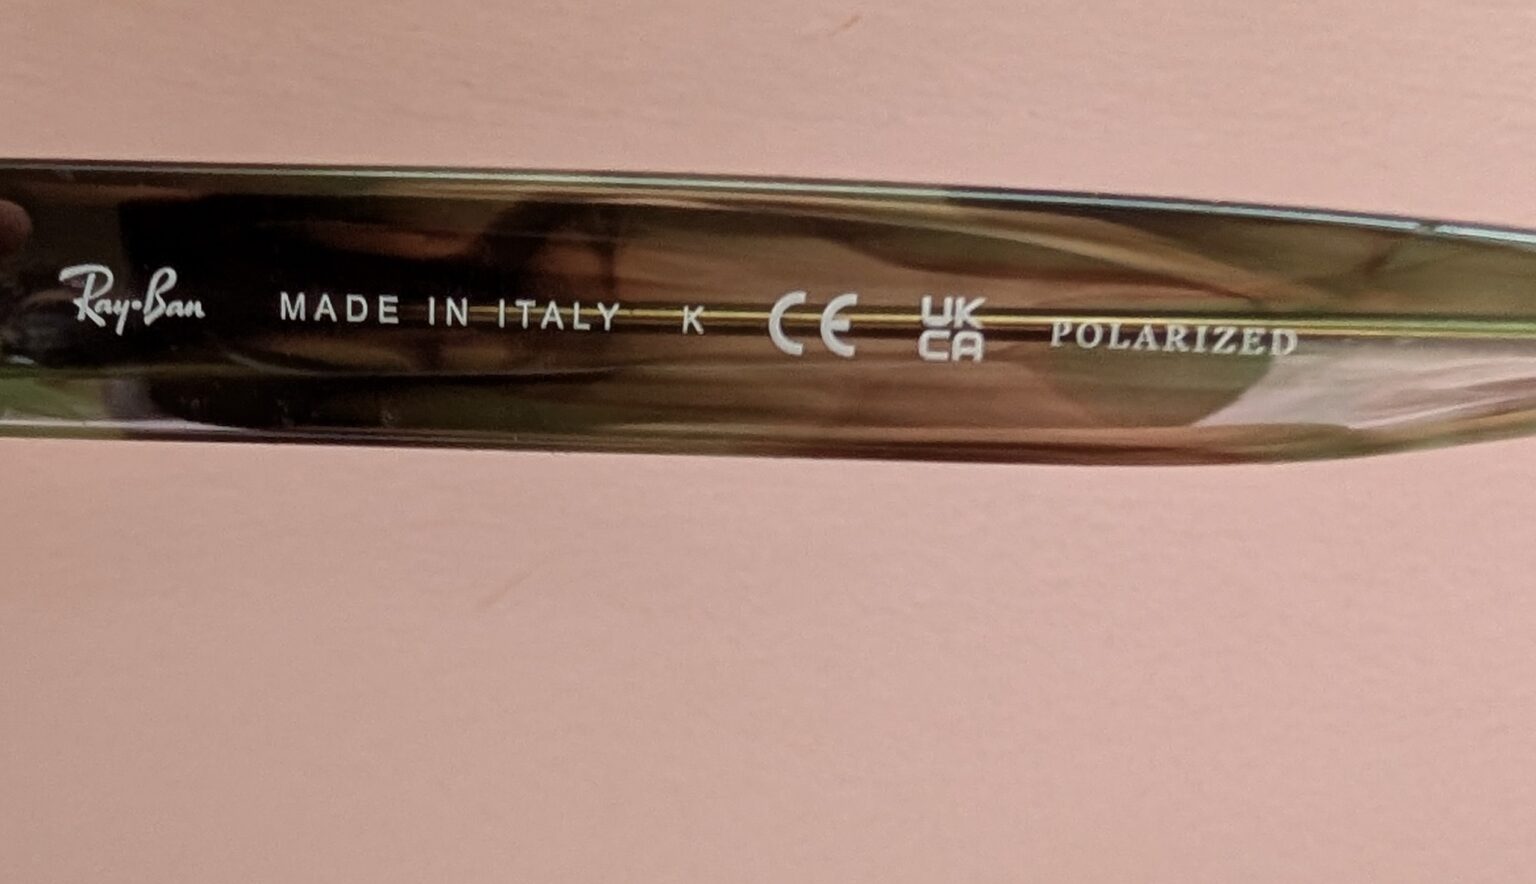 Ray-Ban MADE IN ITALY K CE UK CA POLARIZED